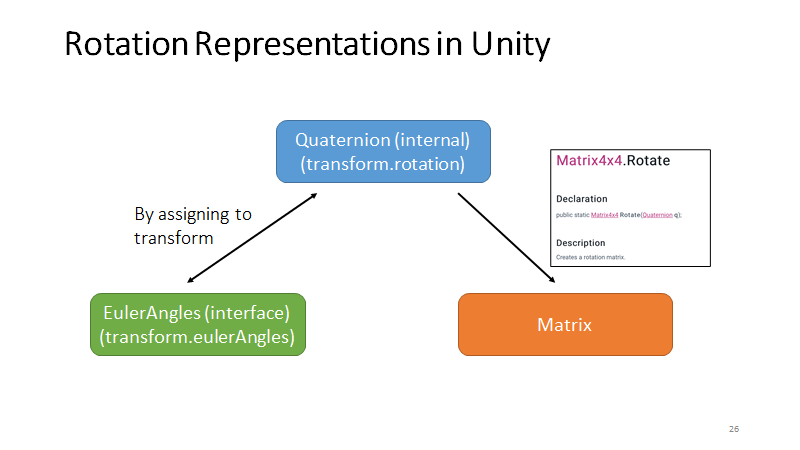 Rotation Representations in Unity
Quaternion (internal)
(transform.rotation)
Matrix4x4.Rotate
Declaration
public static Matrix4x4 Rotate(Quaternion q);
Description
Creates a rotation matrix.
By assigning to
transform
EulerAngles (interface)
(transform.eulerAngles)
Matrix
26